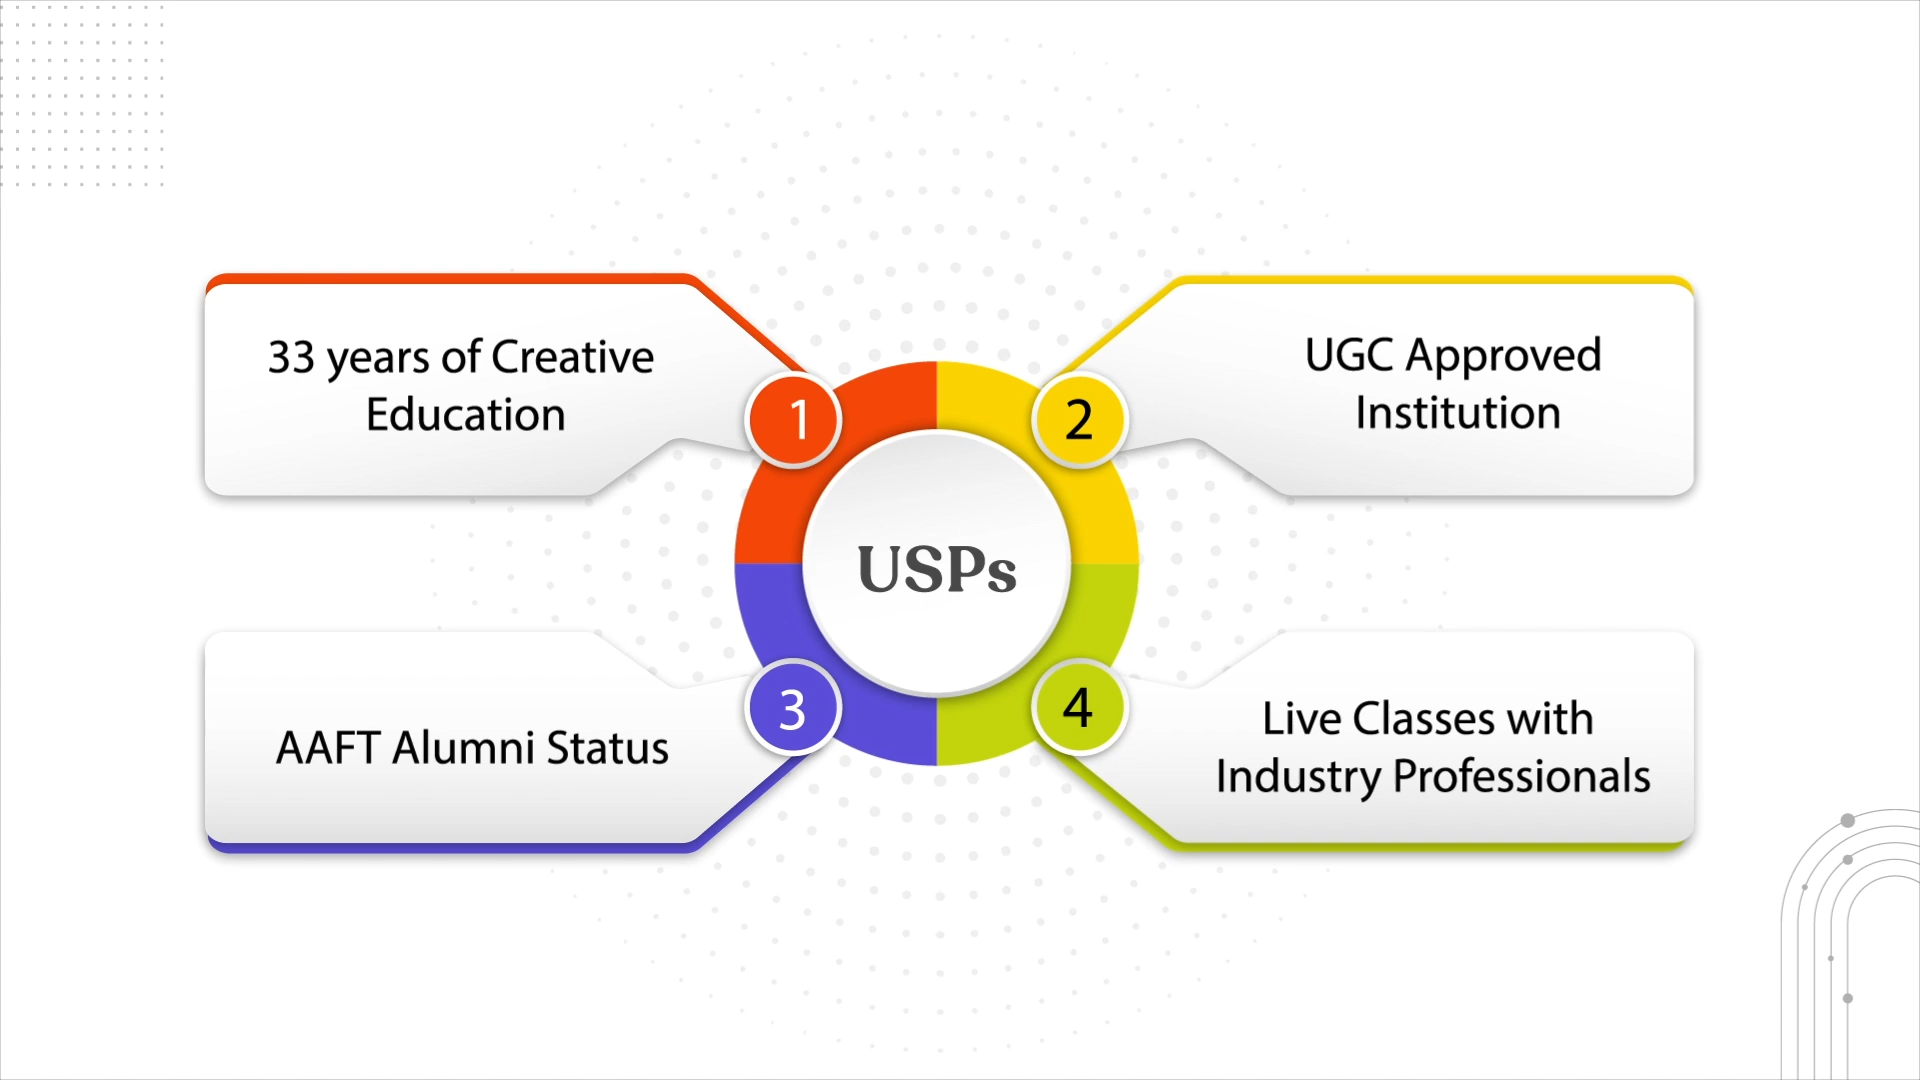 33 years of Creative
Education
1
2
UGC Approved
Institution
USPs
AAFT Alumni Status
3
4
Live Classes with
Industry Professionals